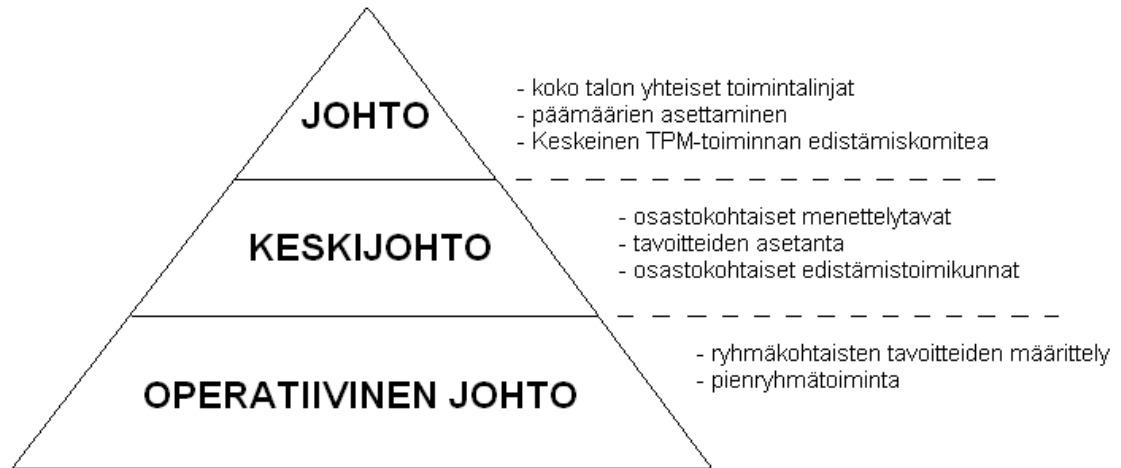 JOHTO
- koko talon yhteiset toimintalinjat
- päämäärien asettaminen
- Keskeinen TPM-toiminnan edistämiskomitea
KESKIJOHTO
- osastokohtaiset menettelytavat
- tavoitteiden asetanta
- osastokohtaiset edistämistoimikunnat
OPERATIIVINEN JOHTO
- ryhmäkohtaisten tavoitteiden määrittely
- pienryhmätoiminta